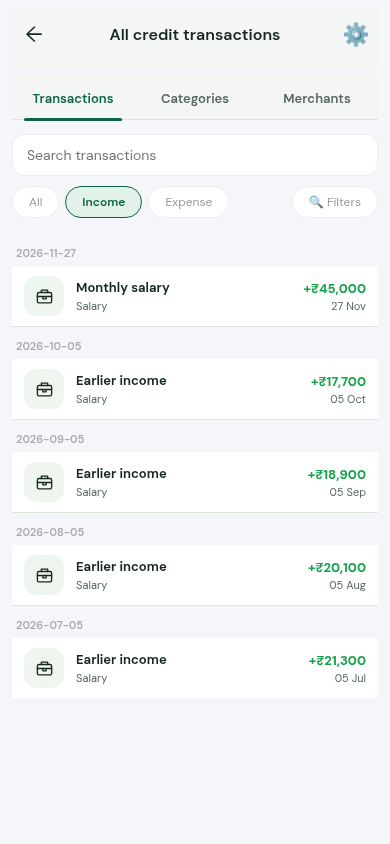 All credit transactions
Transactions Categories Merchants
Search transactions
All Income Expense 🔍 Filters
2026-11-27
Monthly salary +₹45,000
Salary 27 Nov
2026-10-05
Earlier income +₹17,700
Salary 05 Oct
2026-09-05
Earlier income +₹18,900
Salary 05 Sep
2026-08-05
Earlier income +₹20,100
Salary 05 Aug
2026-07-05
Earlier income +₹21,300
Salary 05 Jul